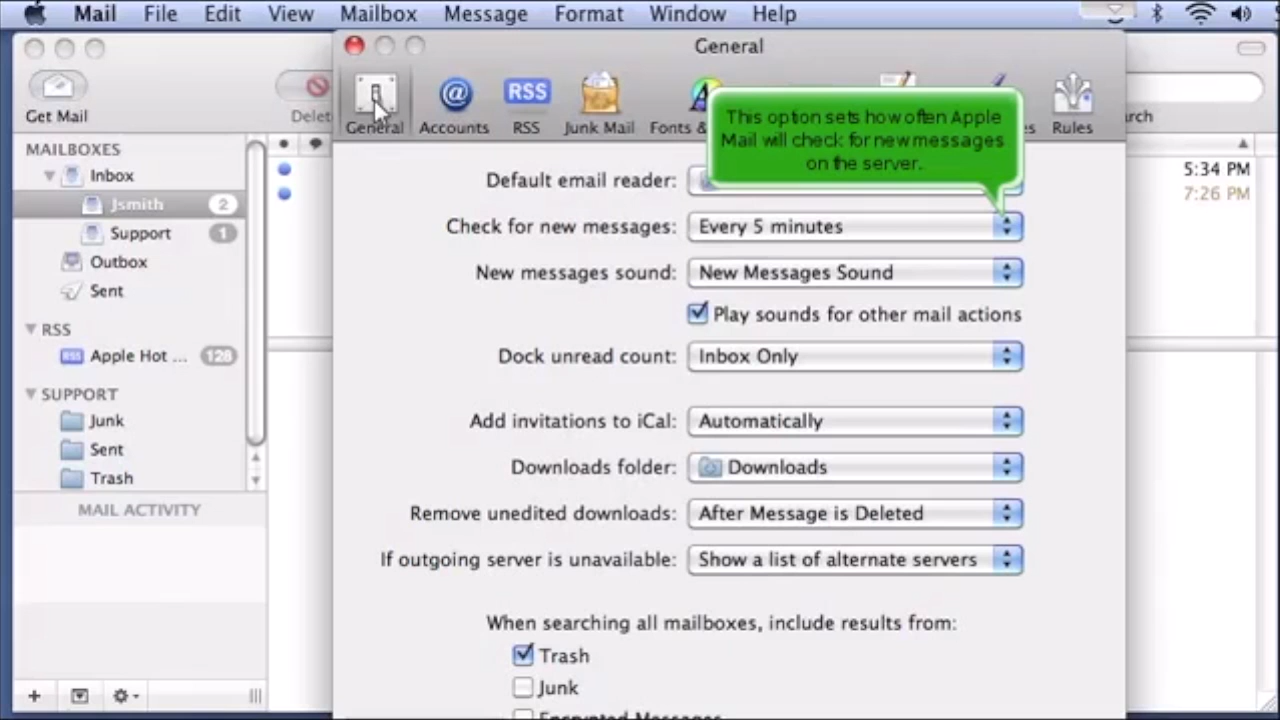 Mail File Edit View Mailbox Message Format Window Help
General
Get Mail
Delet
General Accounts RSS Junk Mail Fonts & es Rules
RSS
rch
This option sets how often Apple
Mail will check for new messages
on the server.
MAILBOXES
Inbox
Jsmith 2
Support 1
Outbox
Sent
RSS
RSS Apple Hot ... 128
SUPPORT
Junk
Sent
Trash
MAIL ACTIVITY
5:34 PM
7:26 PM
Default email reader:
Check for new messages: Every 5 minutes
New messages sound: New Messages Sound
Play sounds for other mail actions
Dock unread count: Inbox Only
Add invitations to iCal: Automatically
Downloads folder: Downloads
Remove unedited downloads: After Message is Deleted
If outgoing server is unavailable: Show a list of alternate servers
When searching all mailboxes, include results from:
Trash
Junk
Encrypted Messages